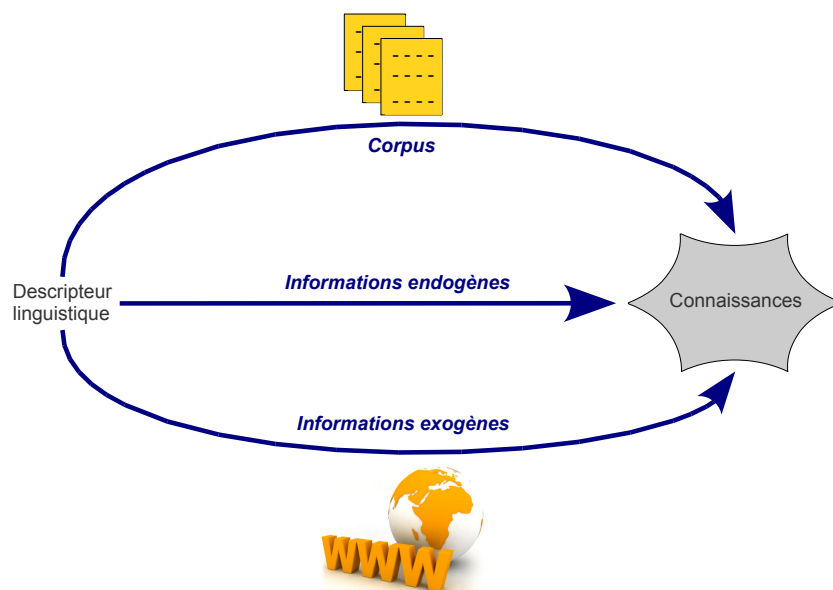 Corpus
Informations endogènes
Descripteur
linguistique
Connaissances
Informations exogènes
WWW